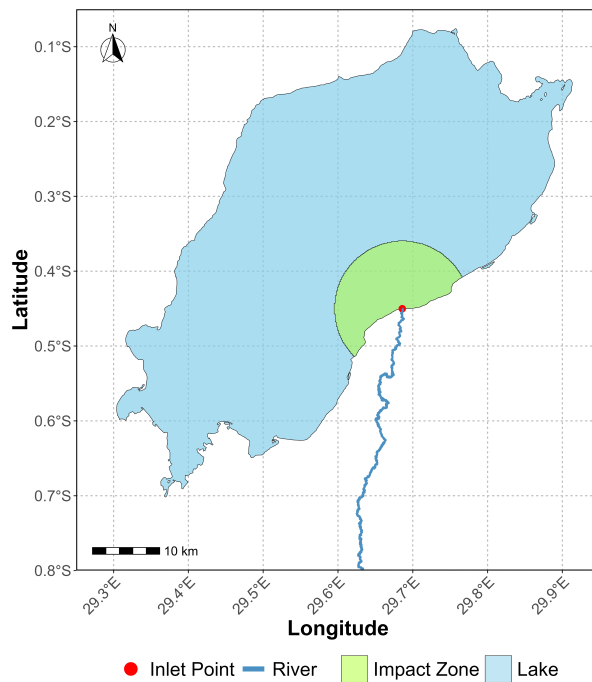 N
0.1°S
0.2°S
0.3°S
0.4°S
0.5°S
0.6°S
0.7°S
0.8°S
Latitude
10 km
29.3°E
29.4°E
29.5°E
29.6°E
29.7°E
29.8°E
29.9°E
Longitude
Inlet Point River Impact Zone Lake